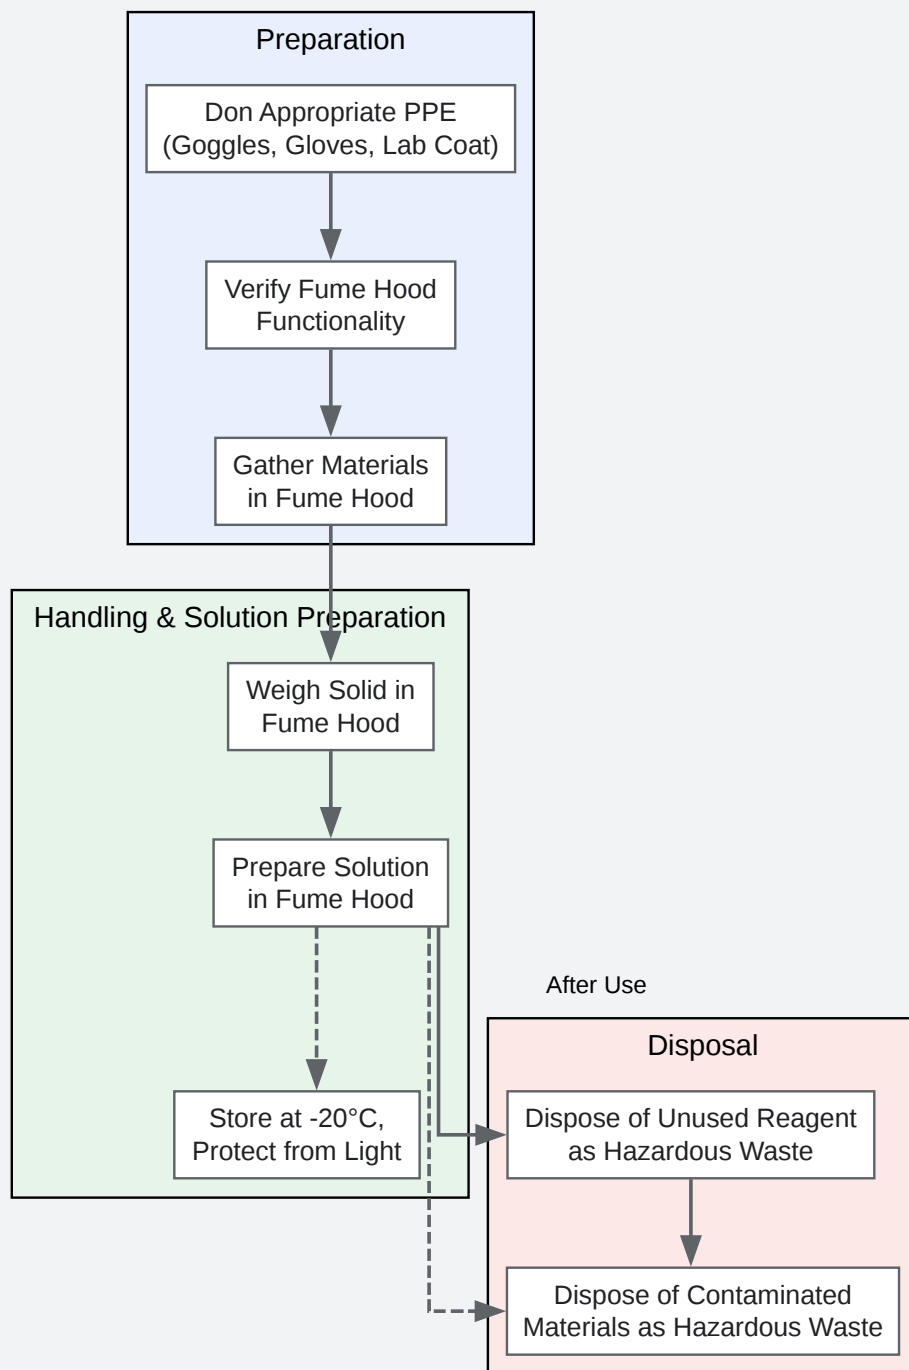 Preparation
Don Appropriate PPE
(Goggles, Gloves, Lab Coat)
Verify Fume Hood
Functionality
Gather Materials
in Fume Hood
Handling & Solution Preparation
Weigh Solid in
Fume Hood
Prepare Solution
in Fume Hood
Store at -20°C,
Protect from Light
After Use
Disposal
Dispose of Unused Reagent
as Hazardous Waste
Dispose of Contaminated
Materials as Hazardous Waste